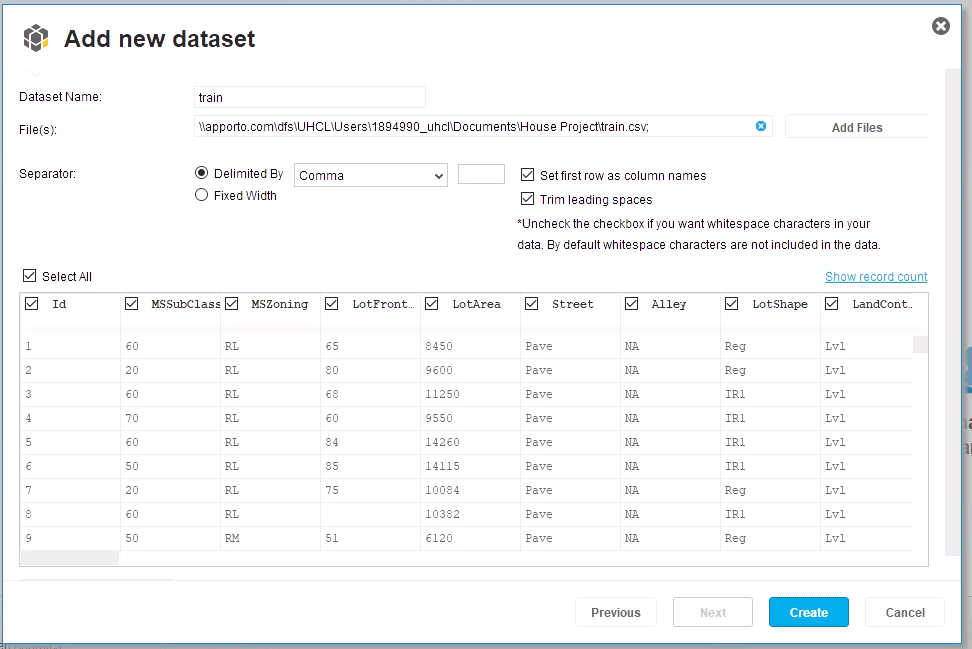 Add new dataset
Dataset Name: train
File(s): \\apporto.com\dfs\UHCL\Users\1894990_uhcl\Documents\House Project\train.csv; Add Files
Separator: Delimited By Comma Set first row as column names
Fixed Width Trim leading spaces
*Uncheck the checkbox if you want whitespace characters in your
data. By default whitespace characters are not included in the data.
Select All Show record count
Id MSSubClass MSZoning LotFront... LotArea Street Alley LotShape LandCont...
1 60 RL 65 8450 Pave NA Reg Lvl
2 20 RL 80 9600 Pave NA Reg Lvl
3 60 RL 68 11250 Pave NA IR1 Lvl
4 70 RL 60 9550 Pave NA IR1 Lvl
5 60 RL 84 14260 Pave NA IR1 Lvl
6 50 RL 85 14115 Pave NA IR1 Lvl
7 20 RL 75 10084 Pave NA Reg Lvl
8 60 RL 10382 Pave NA IR1 Lvl
9 50 RM 51 6120 Pave NA Reg Lvl
Previous Next Create Cancel